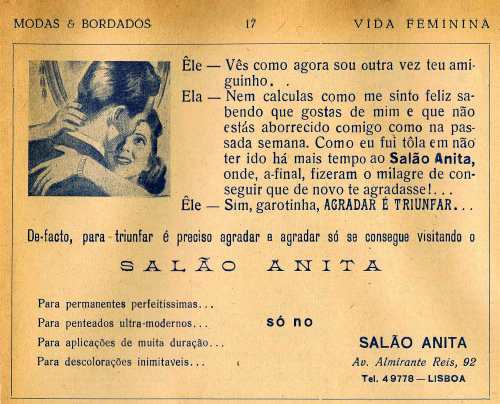 MODAS & BORDADOS 17 VIDA FEMININA
Êle — Vês como agora sou outra vez teu ami-
guinho. . .
Ela — Nem calculas como me sinto feliz sa-
bendo que gostas de mim e que não
estás aborrecido comigo como na pas-
sada semana. Como eu fui tôla em não
ter ido há mais tempo ao Salão Anita,
onde, a-final, fizeram o milagre de con-
seguir que de novo te agradasse!...
Êle — Sim, garotinha, AGRADAR É TRIUNFAR...
De-facto, para triunfar é preciso agradar e agradar só se consegue visitando o
SALÃO ANITA
Para permanentes perfeitissimas...
Para penteados ultra-modernos...
Para aplicações de muita duração...
Para descolorações inimitaveis...
só no
SALÃO ANITA
Av. Almirante Reis, 92
Tel. 49778 — LISBOA